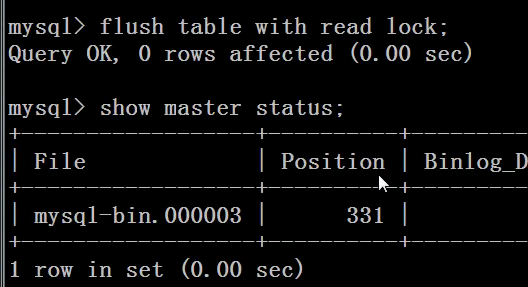 mysql> flush table with read lock;
Query OK, 0 rows affected (0.00 sec)
mysql> show master status;
+------------------+----------+--------
| File | Position | Binlog_D
+------------------+----------+--------
| mysql-bin.000003 | 331 |
+------------------+----------+--------
1 row in set (0.00 sec)